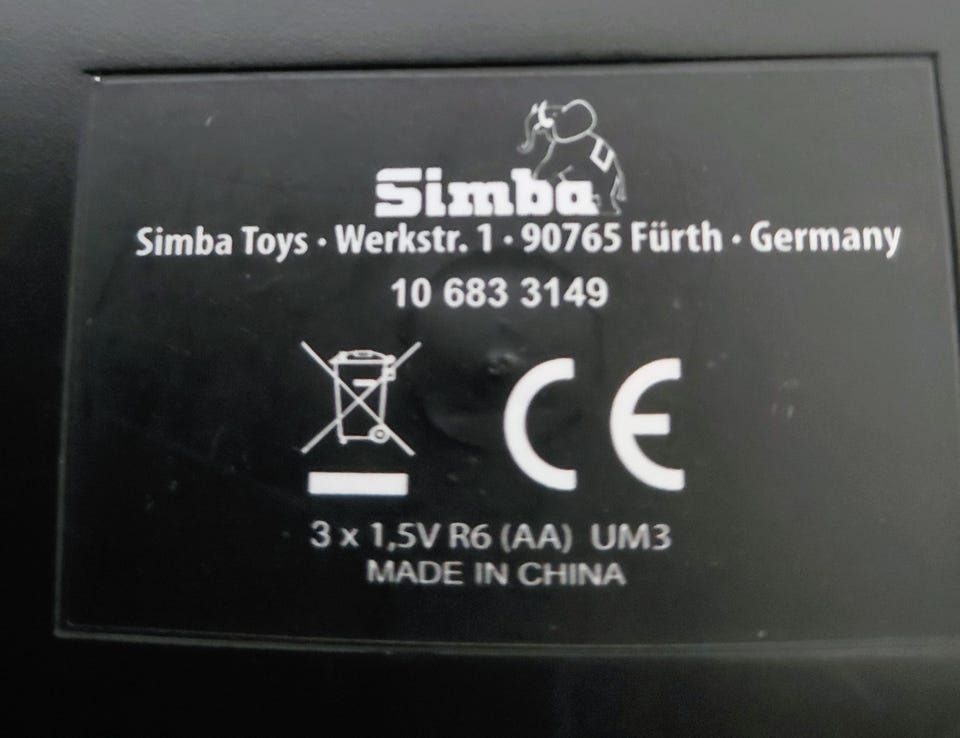 Simba
Simba Toys · Werkstr. 1 · 90765 Fürth · Germany
10 683 3149
CE
3 x 1,5V R6 (AA) UM3
MADE IN CHINA